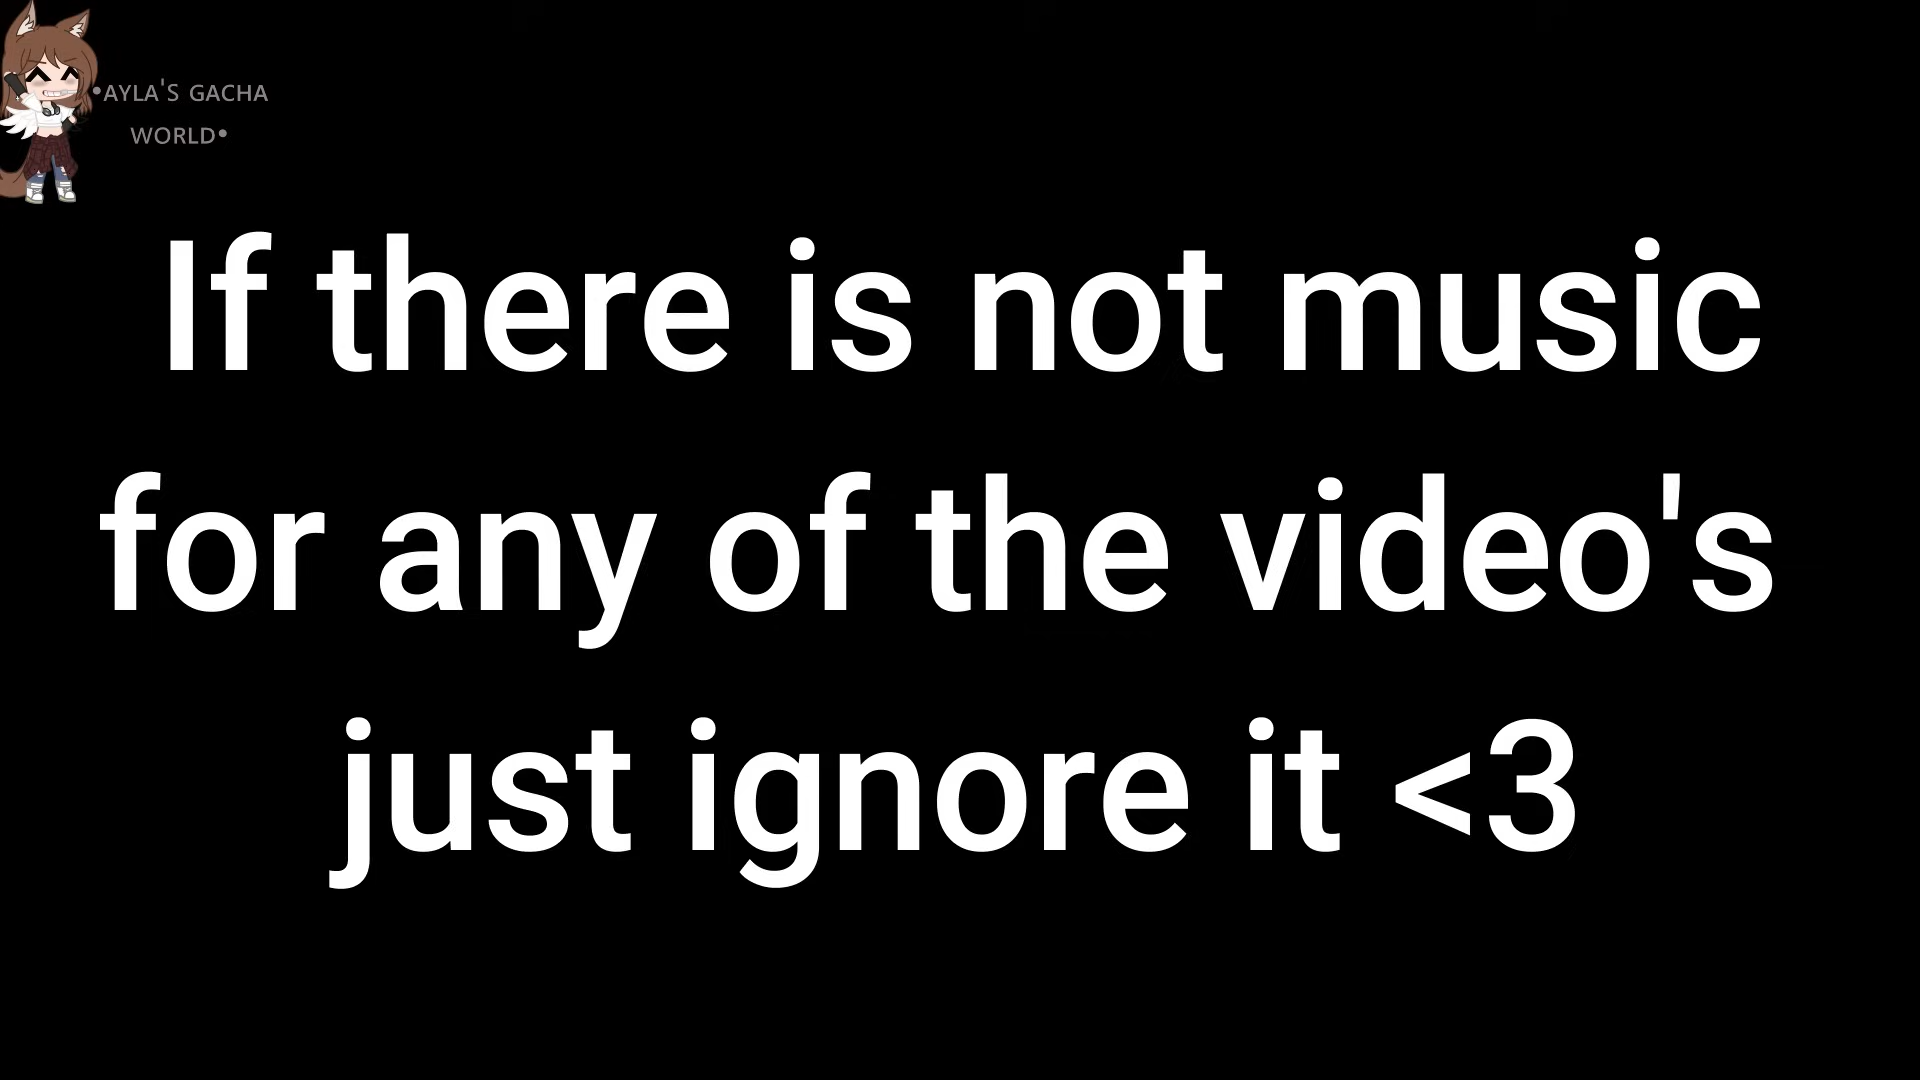 •AYLA'S GACHA
WORLD•
If there is not music
for any of the video's
just ignore it <3